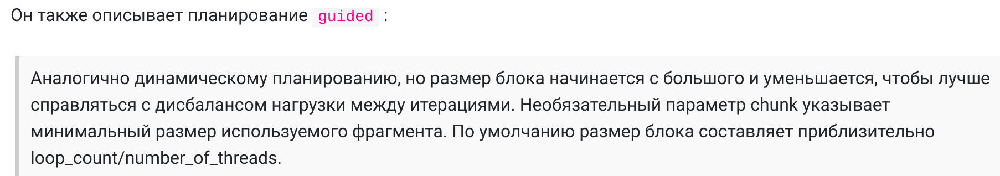 Он также описывает планирование guided :
Аналогично динамическому планированию, но размер блока начинается с большого и уменьшается, чтобы лучше
справляться с дисбалансом нагрузки между итерациями. Необязательный параметр chunk указывает
минимальный размер используемого фрагмента. По умолчанию размер блока составляет приблизительно
loop_count/number_of_threads.